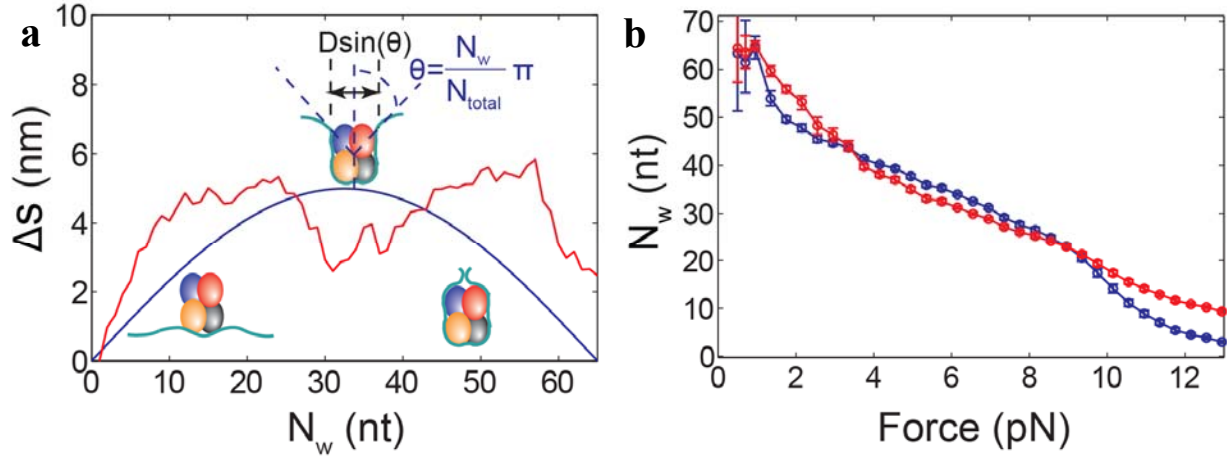 a
10
8
6
4
2
0
Δs (nm)
Dsin(θ)
θ=N_w/N_total π
0 10 20 30 40 50 60
N_w (nt)
b
70
60
50
40
30
20
10
0
N_w (nt)
0 2 4 6 8 10 12
Force (pN)